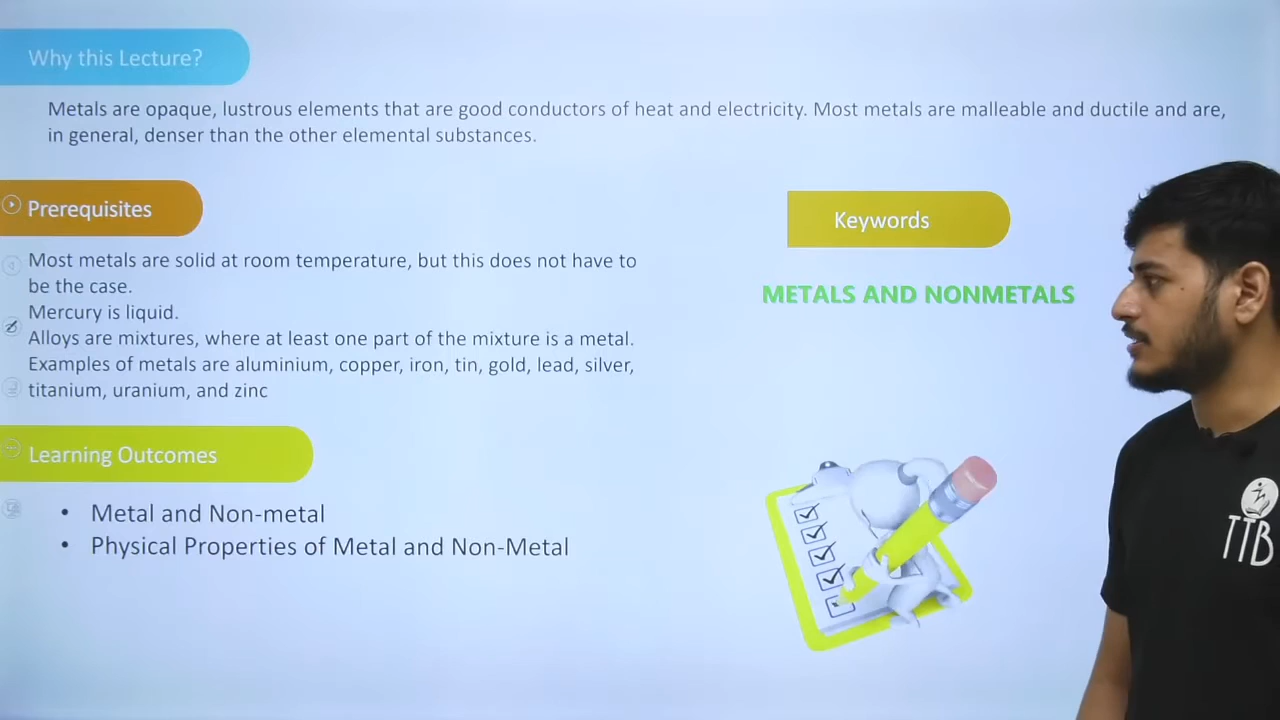 Why this Lecture?
Metals are opaque, lustrous elements that are good conductors of heat and electricity. Most metals are malleable and ductile and are,
in general, denser than the other elemental substances.
Prerequisites
Most metals are solid at room temperature, but this does not have to
be the case.
Mercury is liquid.
Alloys are mixtures, where at least one part of the mixture is a metal.
Examples of metals are aluminium, copper, iron, tin, gold, lead, silver,
titanium, uranium, and zinc
Learning Outcomes
• Metal and Non-metal
• Physical Properties of Metal and Non-Metal
Keywords
METALS AND NONMETALS
TTB